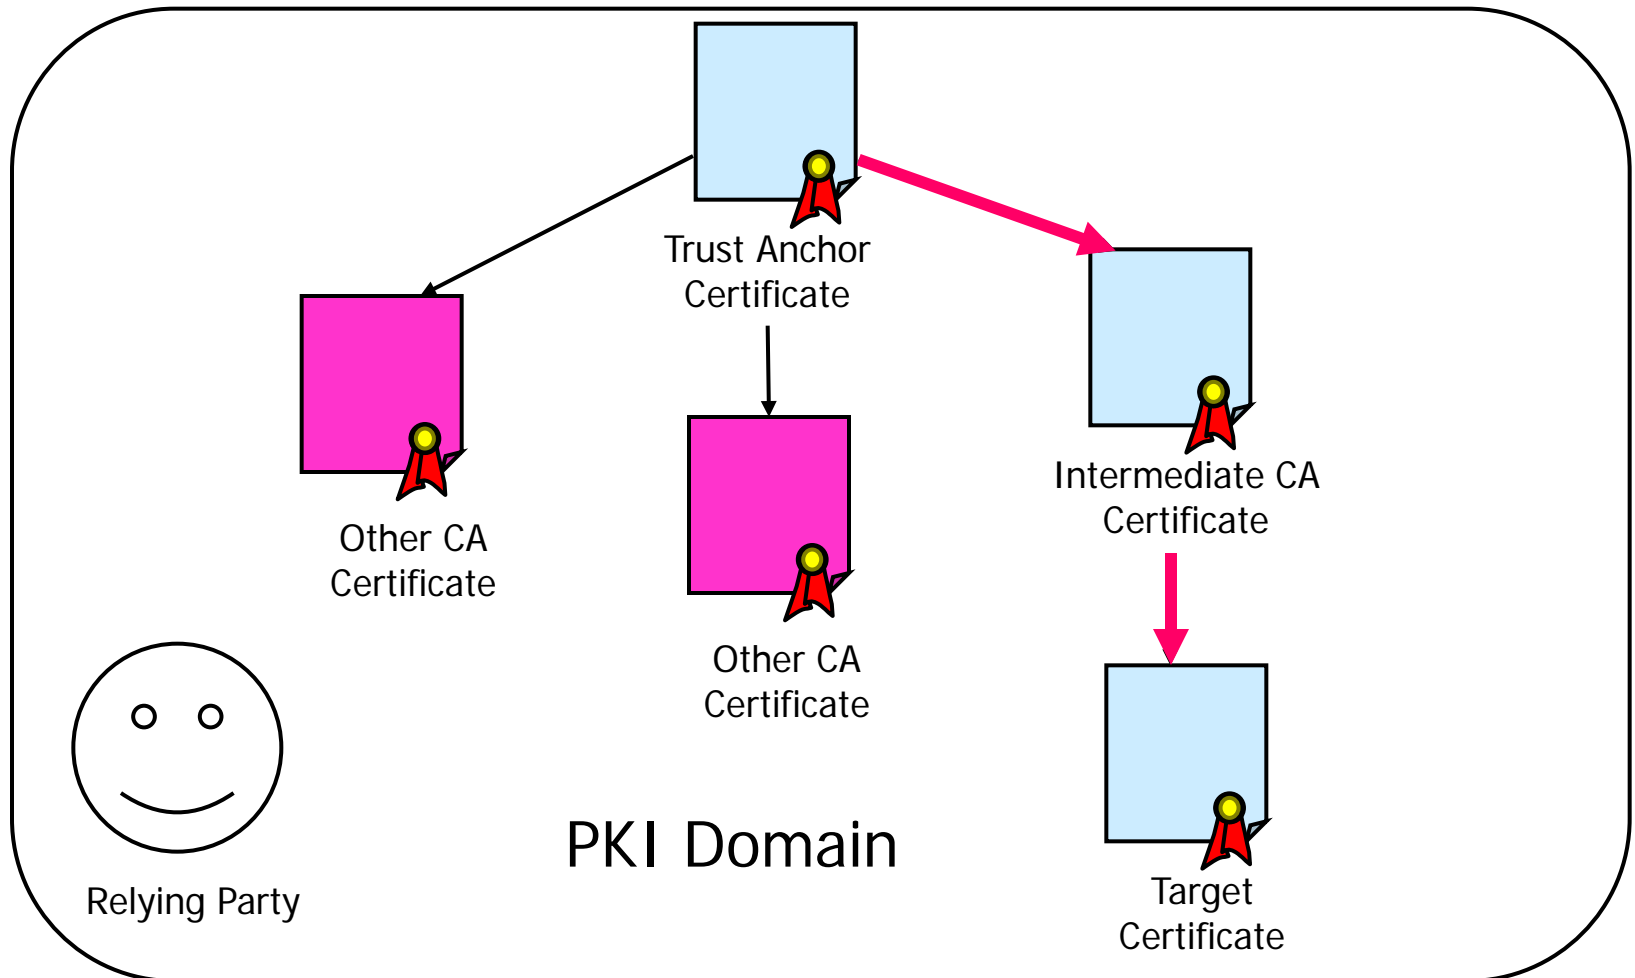 Trust Anchor
Certificate
Intermediate CA
Certificate
Other CA
Certificate
Other CA
Certificate
PKI Domain
Relying Party
Target
Certificate